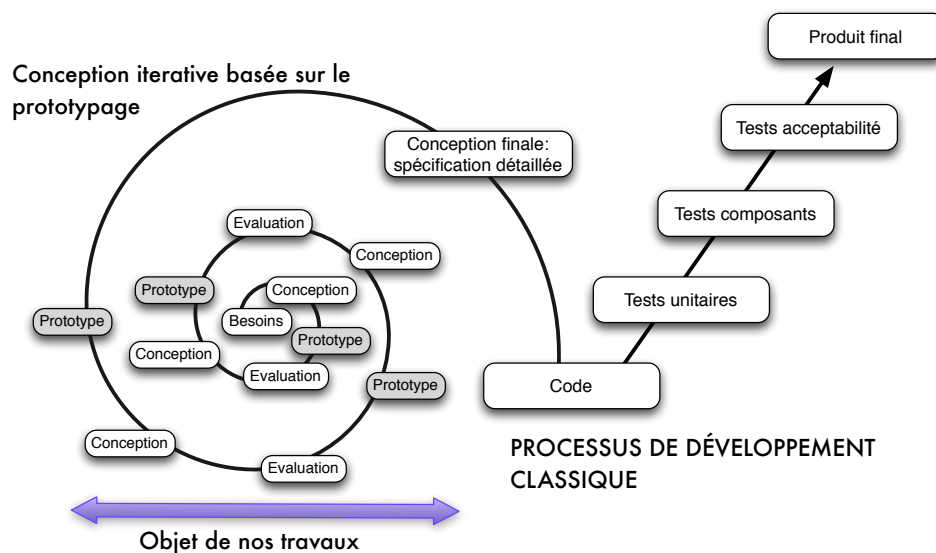 Produit final
Conception iterative basée sur le
prototypage
Tests acceptabilité
Conception finale:
spécification détaillée
Tests composants
Evaluation
Conception
Prototype
Conception
Tests unitaires
Prototype
Besoins
Prototype
Conception
Evaluation
Prototype
Code
Conception
Evaluation
PROCESSUS DE DÉVELOPPEMENT
CLASSIQUE
Objet de nos travaux